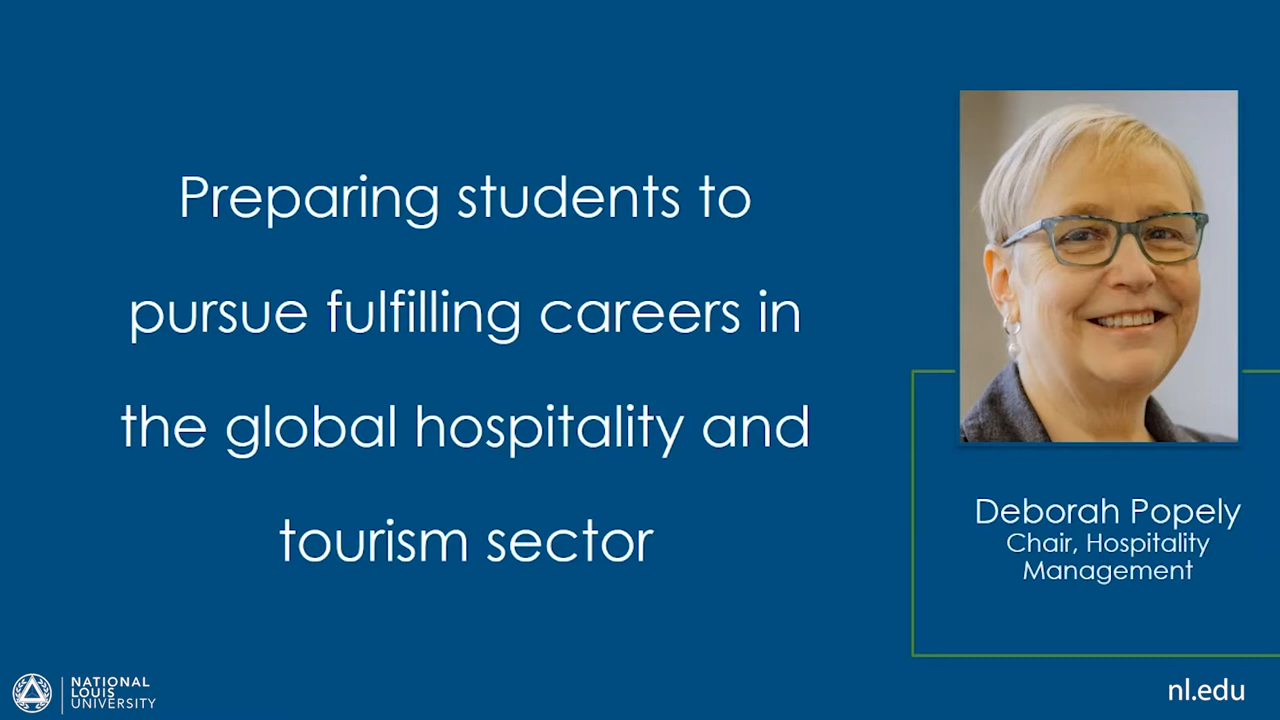 Preparing students to
pursue fulfilling careers in
the global hospitality and
tourism sector
Deborah Popely
Chair, Hospitality
Management
NATIONAL
LOUIS
UNIVERSITY
nl.edu